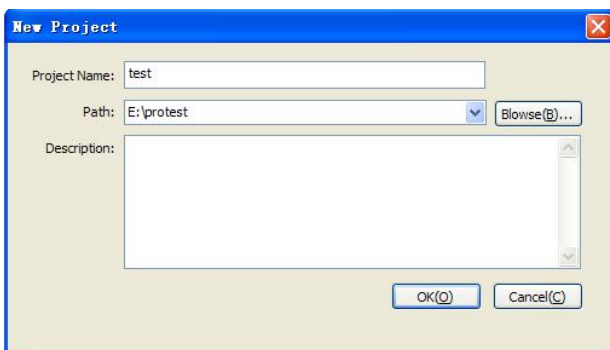 New Project
Project Name: test
Path: E:\protest Blowse(B)...
Description:
OK(O) Cancel(C)